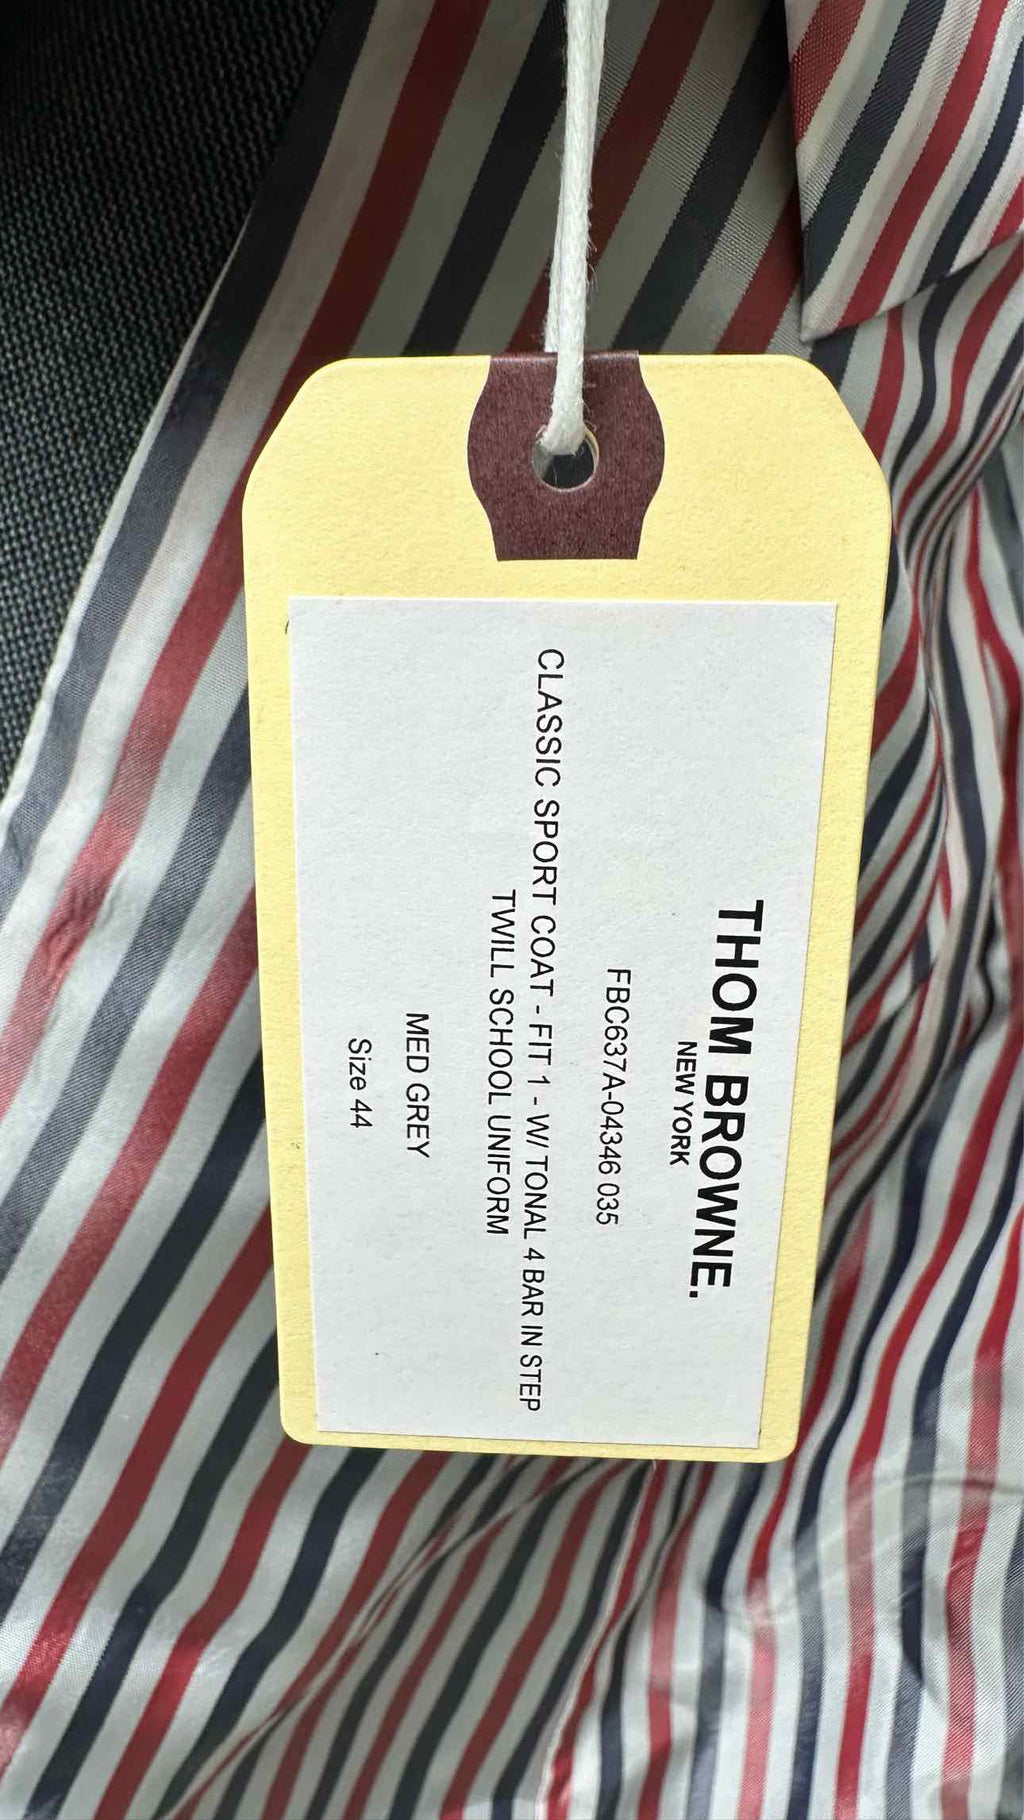 THOM BROWNE.
NEW YORK
FBC637A-04346 035
CLASSIC SPORT COAT - FIT 1 - W/ TONAL 4 BAR IN STEP
TWILL SCHOOL UNIFORM
MED GREY
Size 44